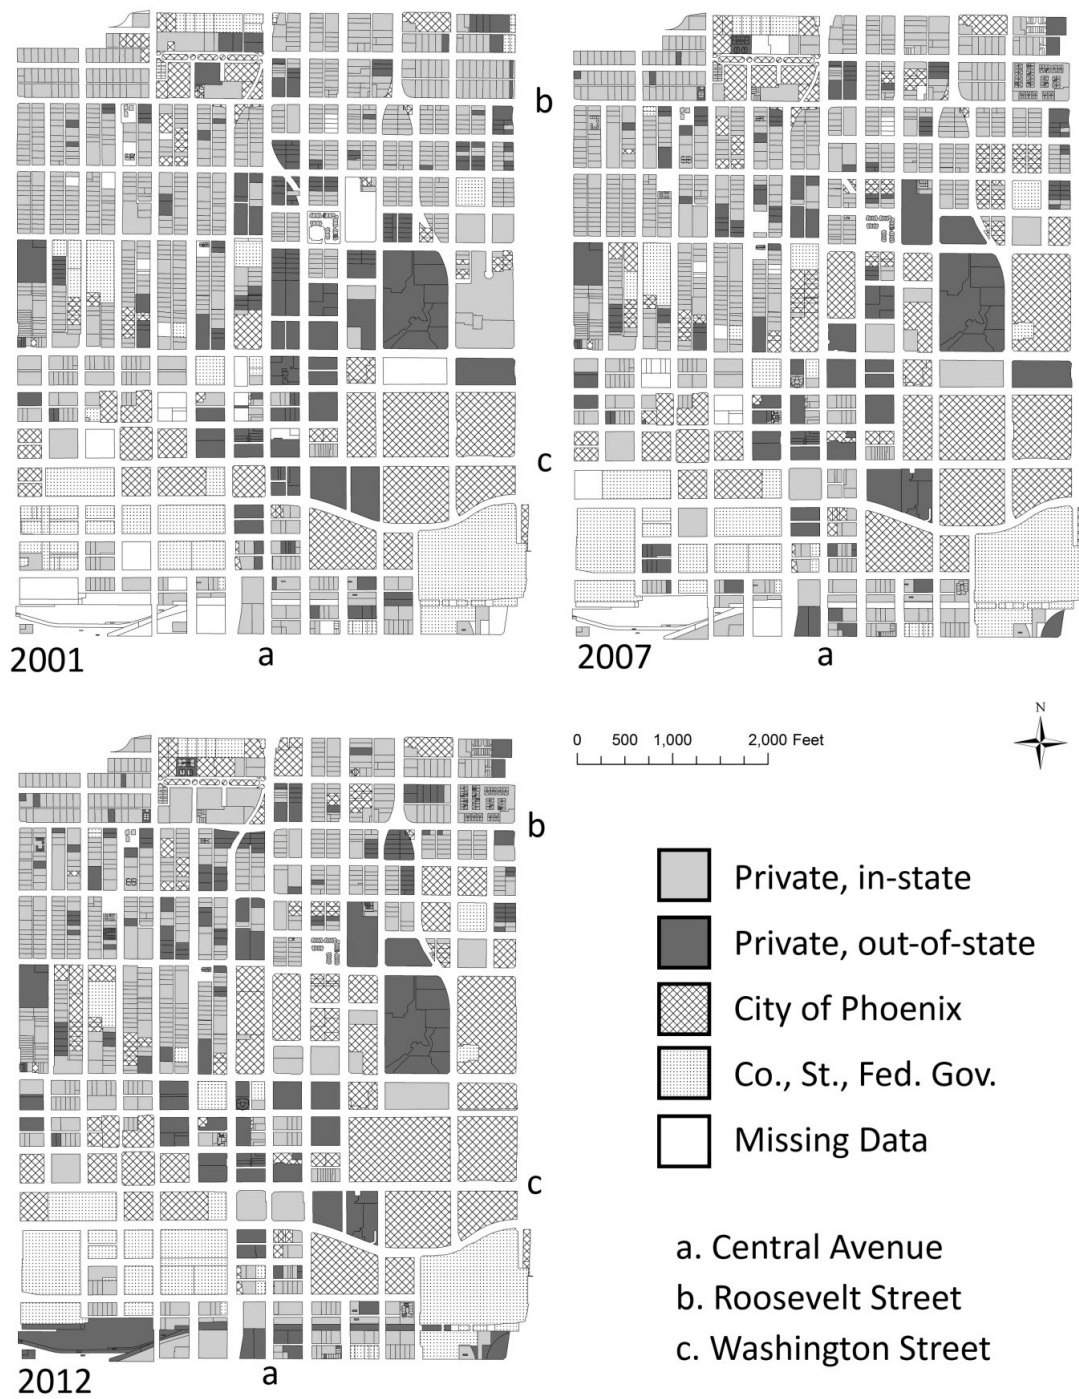 b
c
2001
a
2007
a
N
0 500 1,000 2,000 Feet
b
c
2012
a
Private, in-state
Private, out-of-state
City of Phoenix
Co., St., Fed. Gov.
Missing Data
a. Central Avenue
b. Roosevelt Street
c. Washington Street